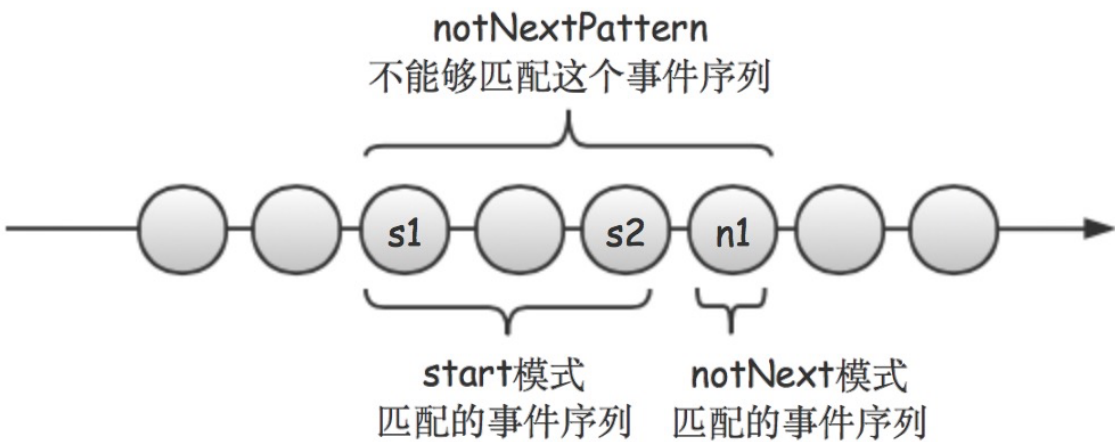 notNextPattern
不能够匹配这个事件序列
s1 s2 n1
start模式 notNext模式
匹配的事件序列 匹配的事件序列